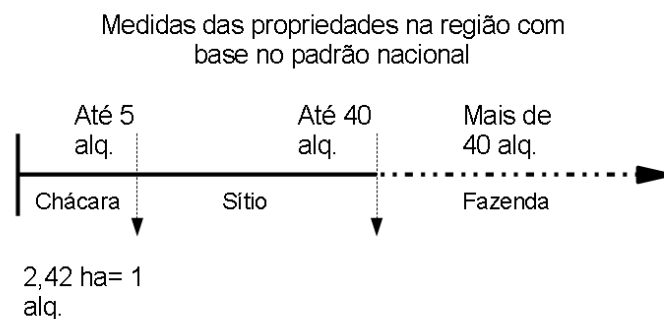 Medidas das propriedades na região com
base no padrão nacional
Até 5
alq.
Até 40
alq.
Mais de
40 alq.
Chácara
Sítio
Fazenda
2,42 ha= 1
alq.